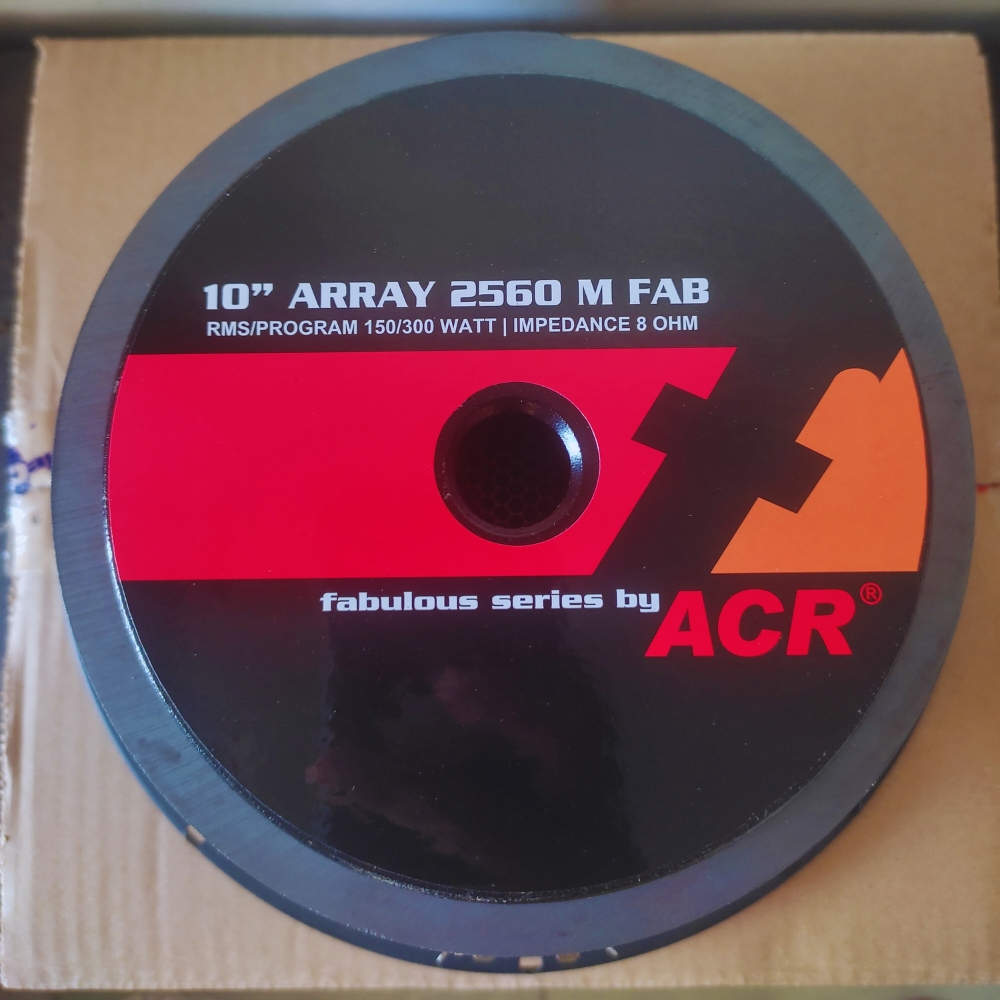 10” ARRAY 2560 M FAB
RMS/PROGRAM 150/300 WATT | IMPEDANCE 8 OHM
f
fabulous series by ACR®